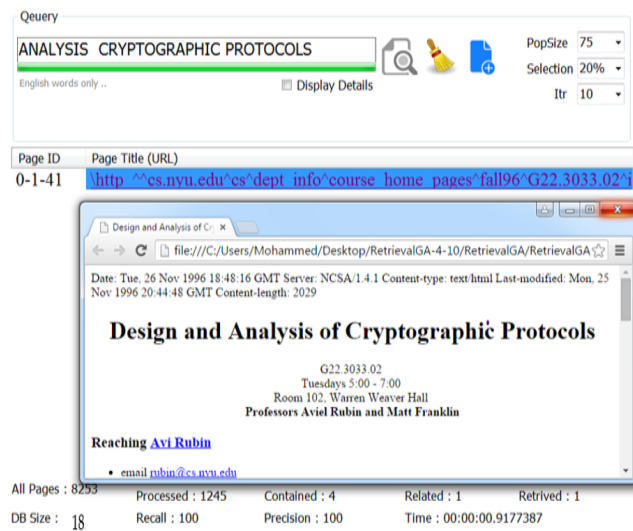 Qeuery
ANALYSIS CRYPTOGRAPHIC PROTOCOLS
English words only ..
Display Details
PopSize 75
Selection 20%
Itr 10
Page ID Page Title (URL)
0-1-41 \http_^^cs.nyu.edu^cs^dept_info^course_home_pages^fall96^G22.3033.02^i
Design and Analysis of Cr
file:///C:/Users/Mohammed/Desktop/RetrievalGA-4-10/RetrievalGA/RetrievalGA
Date: Tue, 26 Nov 1996 18:48:16 GMT Server: NCSA/1.4.1 Content-type: text/html Last-modified: Mon, 25
Nov 1996 20:44:48 GMT Content-length: 2029
Design and Analysis of Cryptographic Protocols
G22.3033.02
Tuesdays 5:00 - 7:00
Room 102, Warren Weaver Hall
Professors Aviel Rubin and Matt Franklin
Reaching Avi Rubin
• email rubin@cs.nyu.edu
All Pages : 8253 Processed : 1245 Contained : 4 Related : 1 Retrived : 1
DB Size : 18 Recall : 100 Precision : 100 Time : 00:00:00.9177387